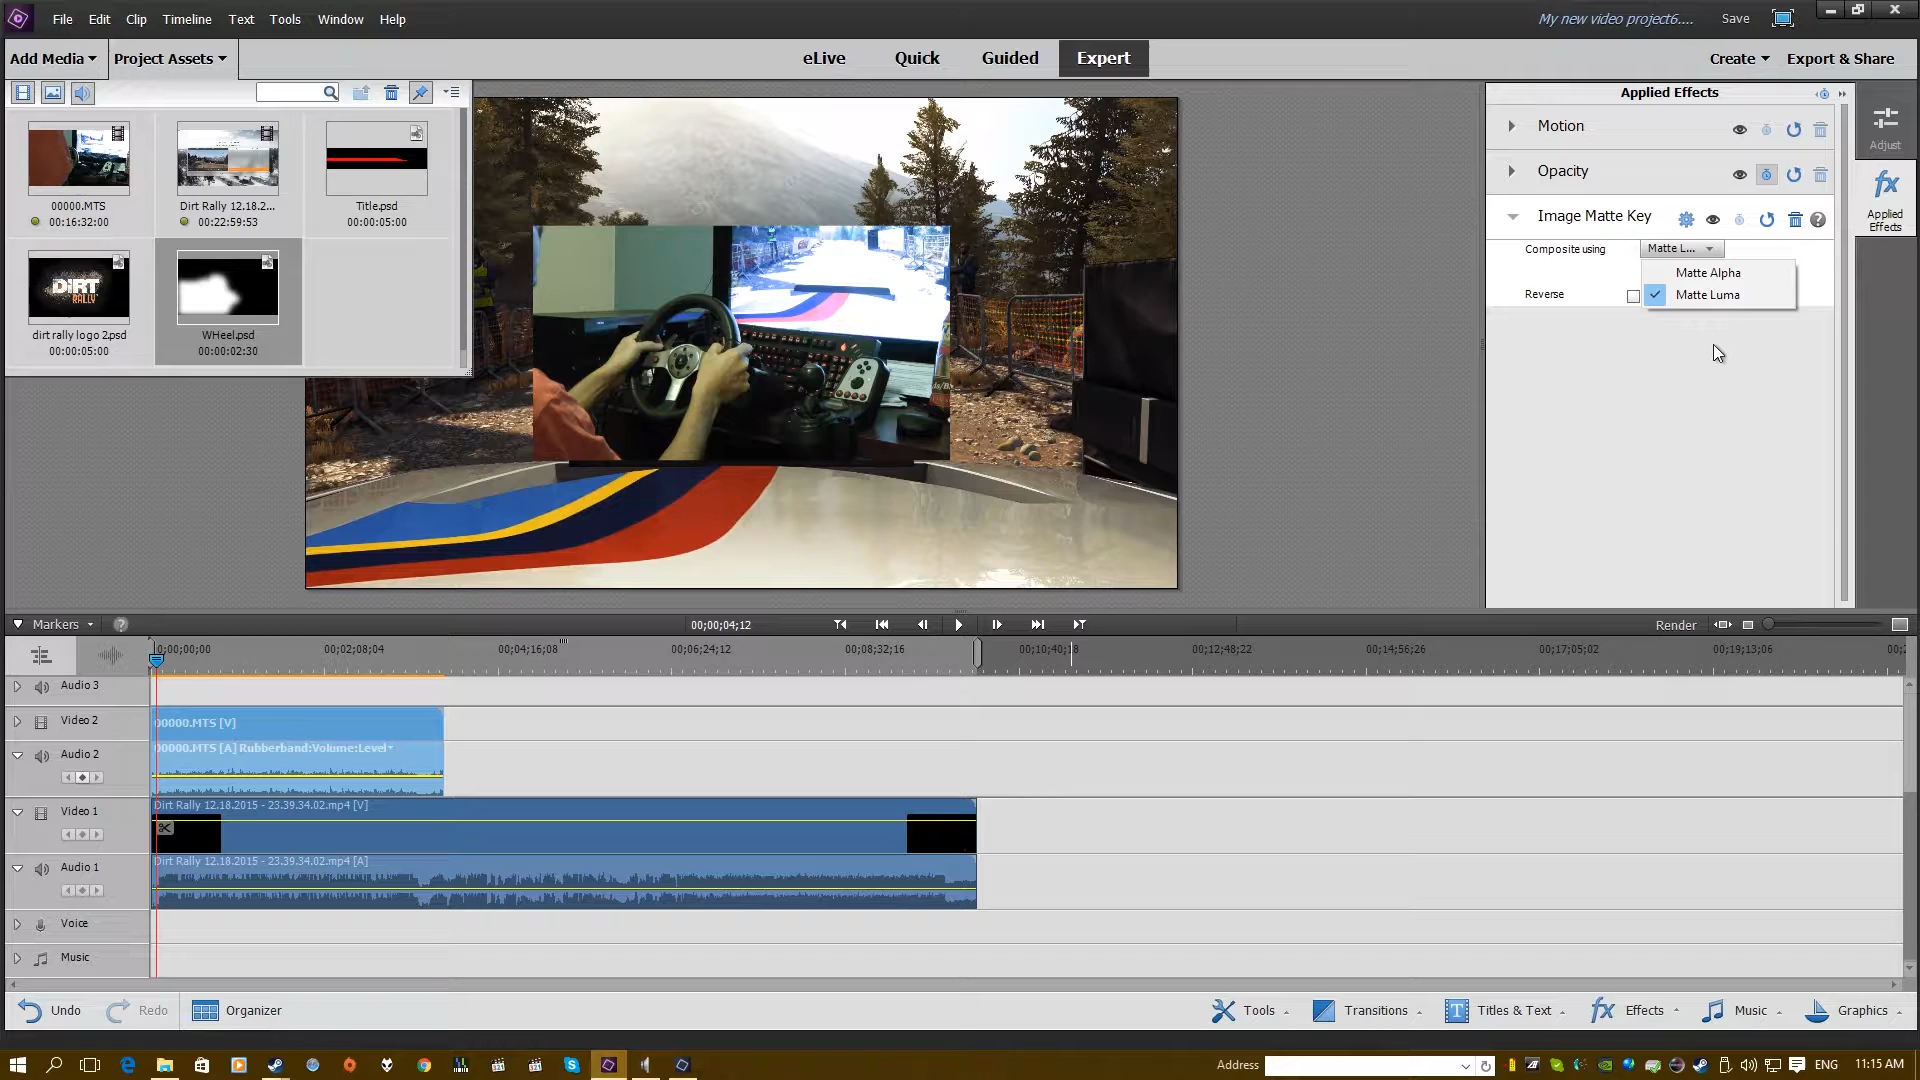 File Edit Clip Timeline Text Tools Window Help
My new video project6.... Save
Add Media Project Assets
eLive Quick Guided Expert
Create Export & Share
Applied Effects
Motion
Opacity
Image Matte Key
Composite using Matte L...
Matte Alpha
Reverse Matte Luma
Adjust
fx
Applied
Effects
00000.MTS
00:16:32:00
Dirt Rally 12.18.2...
00:22:59:53
Title.psd
00:00:05:00
DiRT
RALLY
dirt rally logo 2.psd
00:00:05:00
WHeel.psd
00:00:02:30
Markers 00;00;04;12 Render
0;00;00;00 00;02;08;04 00;04;16;08 00;06;24;12 00;08;32;16 00;10;40;18 00;12;48;22 00;14;56;26 00;17;05;02 00;19;13;06
Audio 3
Video 2 00000.MTS [V]
Audio 2 00000.MTS [A] Rubberband:Volume:Level
Video 1 Dirt Rally 12.18.2015 - 23.39.34.02.mp4 [V]
Audio 1 Dirt Rally 12.18.2015 - 23.39.34.02.mp4 [A]
Voice
Music
Undo Redo Organizer Tools Transitions T Titles & Text fx Effects Music Graphics
Address ENG 11:15 AM